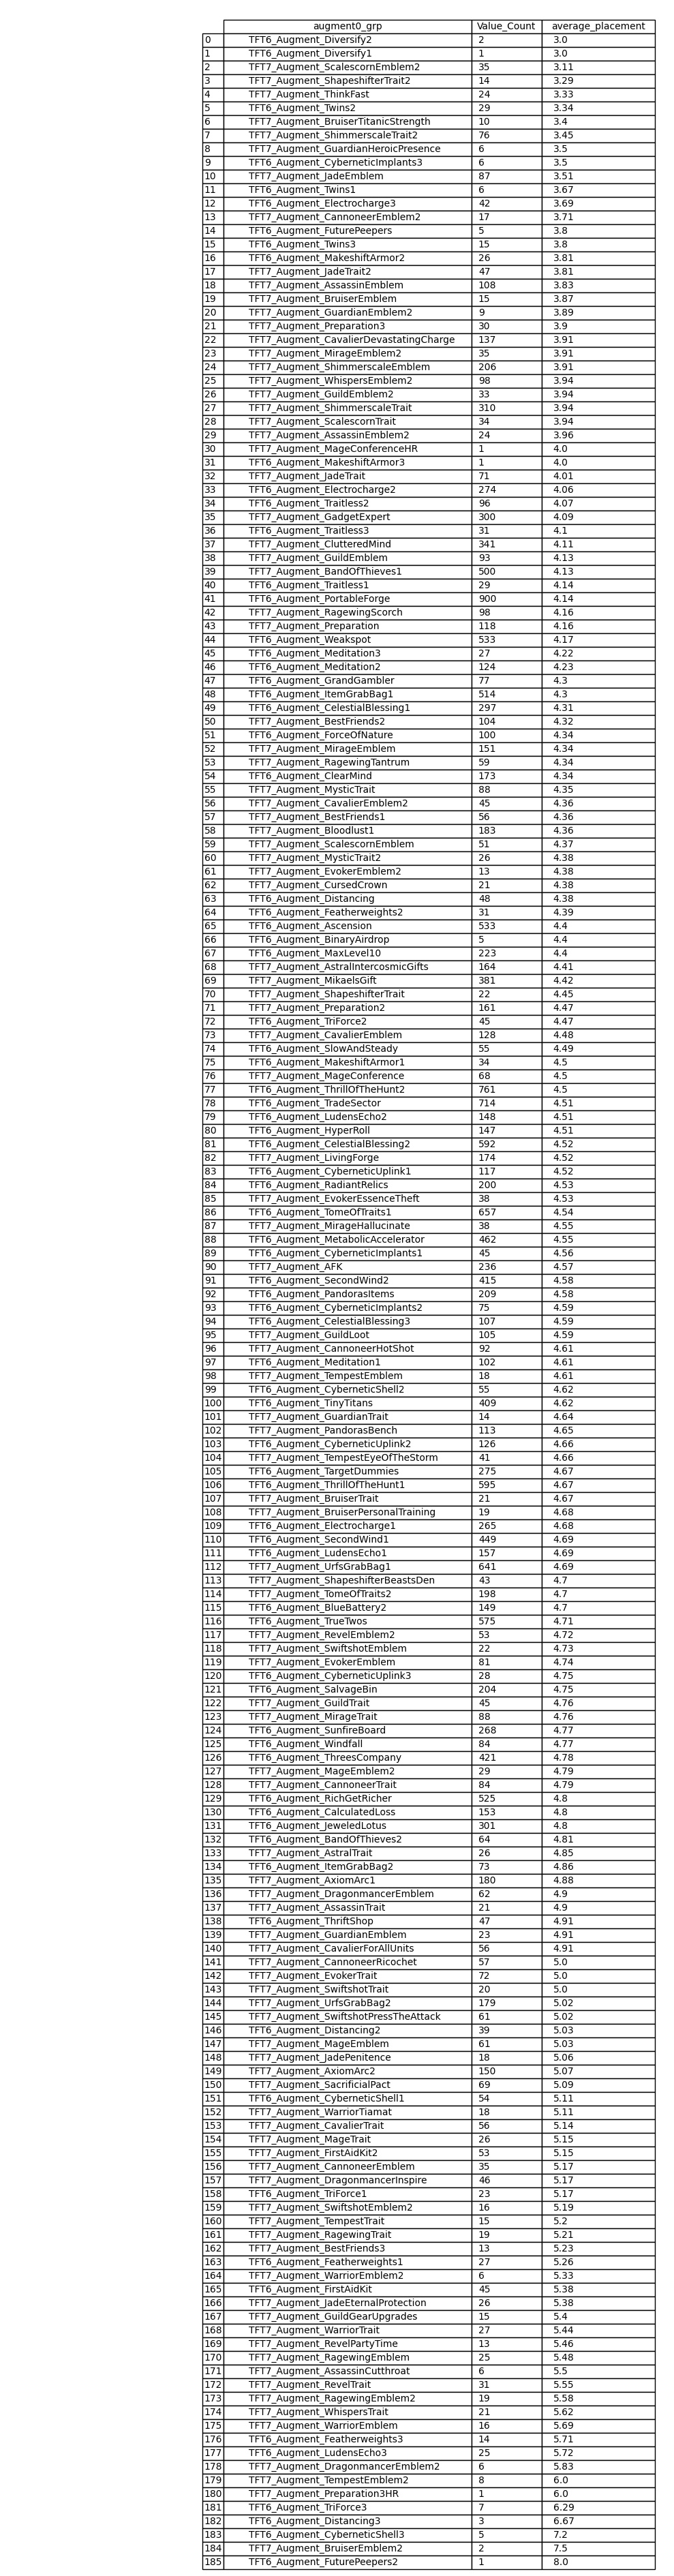 augment0_grp Value_Count average_placement
0 TFT6_Augment_Diversify2 2 3.0
1 TFT6_Augment_Diversify1 1 3.0
2 TFT7_Augment_ScalescornEmblem2 35 3.11
3 TFT7_Augment_ShapeshifterTrait2 14 3.29
4 TFT7_Augment_ThinkFast 24 3.33
5 TFT6_Augment_Twins2 29 3.34
6 TFT7_Augment_BruiserTitanicStrength 10 3.4
7 TFT7_Augment_ShimmerscaleTrait2 76 3.45
8 TFT7_Augment_GuardianHeroicPresence 6 3.5
9 TFT6_Augment_CyberneticImplants3 6 3.5
10 TFT7_Augment_JadeEmblem 87 3.51
11 TFT6_Augment_Twins1 6 3.67
12 TFT6_Augment_Electrocharge3 42 3.69
13 TFT7_Augment_CannoneerEmblem2 17 3.71
14 TFT7_Augment_FuturePeepers 5 3.8
15 TFT6_Augment_Twins3 15 3.8
16 TFT6_Augment_MakeshiftArmor2 26 3.81
17 TFT7_Augment_JadeTrait2 47 3.81
18 TFT7_Augment_AssassinEmblem 108 3.83
19 TFT7_Augment_BruiserEmblem 15 3.87
20 TFT7_Augment_GuardianEmblem2 9 3.89
21 TFT7_Augment_Preparation3 30 3.9
22 TFT7_Augment_CavalierDevastatingCharge 137 3.91
23 TFT7_Augment_MirageEmblem2 35 3.91
24 TFT7_Augment_ShimmerscaleEmblem 206 3.91
25 TFT7_Augment_WhispersEmblem2 98 3.94
26 TFT7_Augment_GuildEmblem2 33 3.94
27 TFT7_Augment_ShimmerscaleTrait 310 3.94
28 TFT7_Augment_ScalescornTrait 34 3.94
29 TFT7_Augment_AssassinEmblem2 24 3.96
30 TFT7_Augment_MageConferenceHR 1 4.0
31 TFT6_Augment_MakeshiftArmor3 1 4.0
32 TFT7_Augment_JadeTrait 71 4.01
33 TFT6_Augment_Electrocharge2 274 4.06
34 TFT6_Augment_Traitless2 96 4.07
35 TFT7_Augment_GadgetExpert 300 4.09
36 TFT6_Augment_Traitless3 31 4.1
37 TFT7_Augment_ClutteredMind 341 4.11
38 TFT7_Augment_GuildEmblem 93 4.13
39 TFT7_Augment_BandOfThieves1 500 4.13
40 TFT6_Augment_Traitless1 29 4.14
41 TFT6_Augment_PortableForge 900 4.14
42 TFT7_Augment_RagewingScorch 98 4.16
43 TFT7_Augment_Preparation 118 4.16
44 TFT6_Augment_Weakspot 533 4.17
45 TFT6_Augment_Meditation3 27 4.22
46 TFT6_Augment_Meditation2 124 4.23
47 TFT6_Augment_GrandGambler 77 4.3
48 TFT6_Augment_ItemGrabBag1 514 4.3
49 TFT6_Augment_CelestialBlessing1 297 4.31
50 TFT7_Augment_BestFriends2 104 4.32
51 TFT6_Augment_ForceOfNature 100 4.34
52 TFT7_Augment_MirageEmblem 151 4.34
53 TFT7_Augment_RagewingTantrum 59 4.34
54 TFT6_Augment_ClearMind 173 4.34
55 TFT7_Augment_MysticTrait 88 4.35
56 TFT7_Augment_CavalierEmblem2 45 4.36
57 TFT7_Augment_BestFriends1 56 4.36
58 TFT6_Augment_Bloodlust1 183 4.36
59 TFT7_Augment_ScalescornEmblem 51 4.37
60 TFT7_Augment_MysticTrait2 26 4.38
61 TFT7_Augment_EvokerEmblem2 13 4.38
62 TFT7_Augment_CursedCrown 21 4.38
63 TFT6_Augment_Distancing 48 4.38
64 TFT6_Augment_Featherweights2 31 4.39
65 TFT6_Augment_Ascension 533 4.4
66 TFT6_Augment_BinaryAirdrop 5 4.4
67 TFT7_Augment_MaxLevel10 223 4.4
68 TFT7_Augment_AstralIntercosmicGifts 164 4.41
69 TFT7_Augment_MikaelsGift 381 4.42
70 TFT7_Augment_ShapeshifterTrait 22 4.45
71 TFT7_Augment_Preparation2 161 4.47
72 TFT6_Augment_TriForce2 45 4.47
73 TFT7_Augment_CavalierEmblem 128 4.48
74 TFT6_Augment_SlowAndSteady 55 4.49
75 TFT6_Augment_MakeshiftArmor1 34 4.5
76 TFT7_Augment_MageConference 68 4.5
77 TFT6_Augment_ThrillOfTheHunt2 761 4.5
78 TFT6_Augment_TradeSector 714 4.51
79 TFT6_Augment_LudensEcho2 148 4.51
80 TFT6_Augment_HyperRoll 147 4.51
81 TFT6_Augment_CelestialBlessing2 592 4.52
82 TFT7_Augment_LivingForge 174 4.52
83 TFT6_Augment_CyberneticUplink1 117 4.52
84 TFT6_Augment_RadiantRelics 200 4.53
85 TFT7_Augment_EvokerEssenceTheft 38 4.53
86 TFT6_Augment_TomeOfTraits1 657 4.54
87 TFT7_Augment_MirageHallucinate 38 4.55
88 TFT6_Augment_MetabolicAccelerator 462 4.55
89 TFT6_Augment_CyberneticImplants1 45 4.56
90 TFT7_Augment_AFK 236 4.57
91 TFT6_Augment_SecondWind2 415 4.58
92 TFT6_Augment_PandorasItems 209 4.58
93 TFT6_Augment_CyberneticImplants2 75 4.59
94 TFT6_Augment_CelestialBlessing3 107 4.59
95 TFT7_Augment_GuildLoot 105 4.59
96 TFT7_Augment_CannoneerHotShot 92 4.61
97 TFT6_Augment_Meditation1 102 4.61
98 TFT7_Augment_TempestEmblem 18 4.61
99 TFT6_Augment_CyberneticShell2 55 4.62
100 TFT6_Augment_TinyTitans 409 4.62
101 TFT7_Augment_GuardianTrait 14 4.64
102 TFT7_Augment_PandorasBench 113 4.65
103 TFT6_Augment_CyberneticUplink2 126 4.66
104 TFT7_Augment_TempestEyeOfTheStorm 41 4.66
105 TFT6_Augment_TargetDummies 275 4.67
106 TFT6_Augment_ThrillOfTheHunt1 595 4.67
107 TFT7_Augment_BruiserTrait 21 4.67
108 TFT7_Augment_BruiserPersonalTraining 19 4.68
109 TFT6_Augment_Electrocharge1 265 4.68
110 TFT6_Augment_SecondWind1 449 4.69
111 TFT6_Augment_LudensEcho1 157 4.69
112 TFT7_Augment_UrfsGrabBag1 641 4.69
113 TFT7_Augment_ShapeshifterBeastsDen 43 4.7
114 TFT7_Augment_TomeOfTraits2 198 4.7
115 TFT6_Augment_BlueBattery2 149 4.7
116 TFT6_Augment_TrueTwos 575 4.71
117 TFT7_Augment_RevelEmblem2 53 4.72
118 TFT7_Augment_SwiftshotEmblem 22 4.73
119 TFT7_Augment_EvokerEmblem 81 4.74
120 TFT6_Augment_CyberneticUplink3 28 4.75
121 TFT6_Augment_SalvageBin 204 4.75
122 TFT7_Augment_GuildTrait 45 4.76
123 TFT7_Augment_MirageTrait 88 4.76
124 TFT6_Augment_SunfireBoard 268 4.77
125 TFT6_Augment_Windfall 84 4.77
126 TFT6_Augment_ThreesCompany 421 4.78
127 TFT7_Augment_MageEmblem2 29 4.79
128 TFT7_Augment_CannoneerTrait 84 4.79
129 TFT6_Augment_RichGetRicher 525 4.8
130 TFT6_Augment_CalculatedLoss 153 4.8
131 TFT6_Augment_JeweledLotus 301 4.8
132 TFT6_Augment_BandOfThieves2 64 4.81
133 TFT7_Augment_AstralTrait 26 4.85
134 TFT6_Augment_ItemGrabBag2 73 4.86
135 TFT7_Augment_AxiomArc1 180 4.88
136 TFT7_Augment_DragonmancerEmblem 62 4.9
137 TFT7_Augment_AssassinTrait 21 4.9
138 TFT6_Augment_ThriftShop 47 4.91
139 TFT7_Augment_GuardianEmblem 23 4.91
140 TFT7_Augment_CavalierForAllUnits 56 4.91
141 TFT7_Augment_CannoneerRicochet 57 5.0
142 TFT7_Augment_EvokerTrait 72 5.0
143 TFT7_Augment_SwiftshotTrait 20 5.0
144 TFT7_Augment_UrfsGrabBag2 179 5.02
145 TFT7_Augment_SwiftshotPressTheAttack 61 5.02
146 TFT6_Augment_Distancing2 39 5.03
147 TFT7_Augment_MageEmblem 61 5.03
148 TFT7_Augment_JadePenitence 18 5.06
149 TFT7_Augment_AxiomArc2 150 5.07
150 TFT7_Augment_SacrificialPact 69 5.09
151 TFT6_Augment_CyberneticShell1 54 5.11
152 TFT7_Augment_WarriorTiamat 18 5.11
153 TFT7_Augment_CavalierTrait 56 5.14
154 TFT7_Augment_MageTrait 26 5.15
155 TFT7_Augment_FirstAidKit2 53 5.15
156 TFT7_Augment_CannoneerEmblem 35 5.17
157 TFT7_Augment_DragonmancerInspire 46 5.17
158 TFT6_Augment_TriForce1 23 5.17
159 TFT7_Augment_SwiftshotEmblem2 16 5.19
160 TFT7_Augment_TempestTrait 15 5.2
161 TFT7_Augment_RagewingTrait 19 5.21
162 TFT7_Augment_BestFriends3 13 5.23
163 TFT6_Augment_Featherweights1 27 5.26
164 TFT7_Augment_WarriorEmblem2 6 5.33
165 TFT6_Augment_FirstAidKit 45 5.38
166 TFT7_Augment_JadeEternalProtection 26 5.38
167 TFT7_Augment_GuildGearUpgrades 15 5.4
168 TFT7_Augment_WarriorTrait 27 5.44
169 TFT7_Augment_RevelPartyTime 13 5.46
170 TFT7_Augment_RagewingEmblem 25 5.48
171 TFT7_Augment_AssassinCutthroat 6 5.5
172 TFT7_Augment_RevelTrait 31 5.55
173 TFT7_Augment_RagewingEmblem2 19 5.58
174 TFT7_Augment_WhispersTrait 21 5.62
175 TFT7_Augment_WarriorEmblem 16 5.69
176 TFT6_Augment_Featherweights3 14 5.71
177 TFT6_Augment_LudensEcho3 25 5.72
178 TFT7_Augment_DragonmancerEmblem2 6 5.83
179 TFT7_Augment_TempestEmblem2 8 6.0
180 TFT7_Augment_Preparation3HR 1 6.0
181 TFT6_Augment_TriForce3 7 6.29
182 TFT6_Augment_Distancing3 3 6.67
183 TFT6_Augment_CyberneticShell3 5 7.2
184 TFT7_Augment_BruiserEmblem2 2 7.5
185 TFT6_Augment_FuturePeepers2 1 8.0